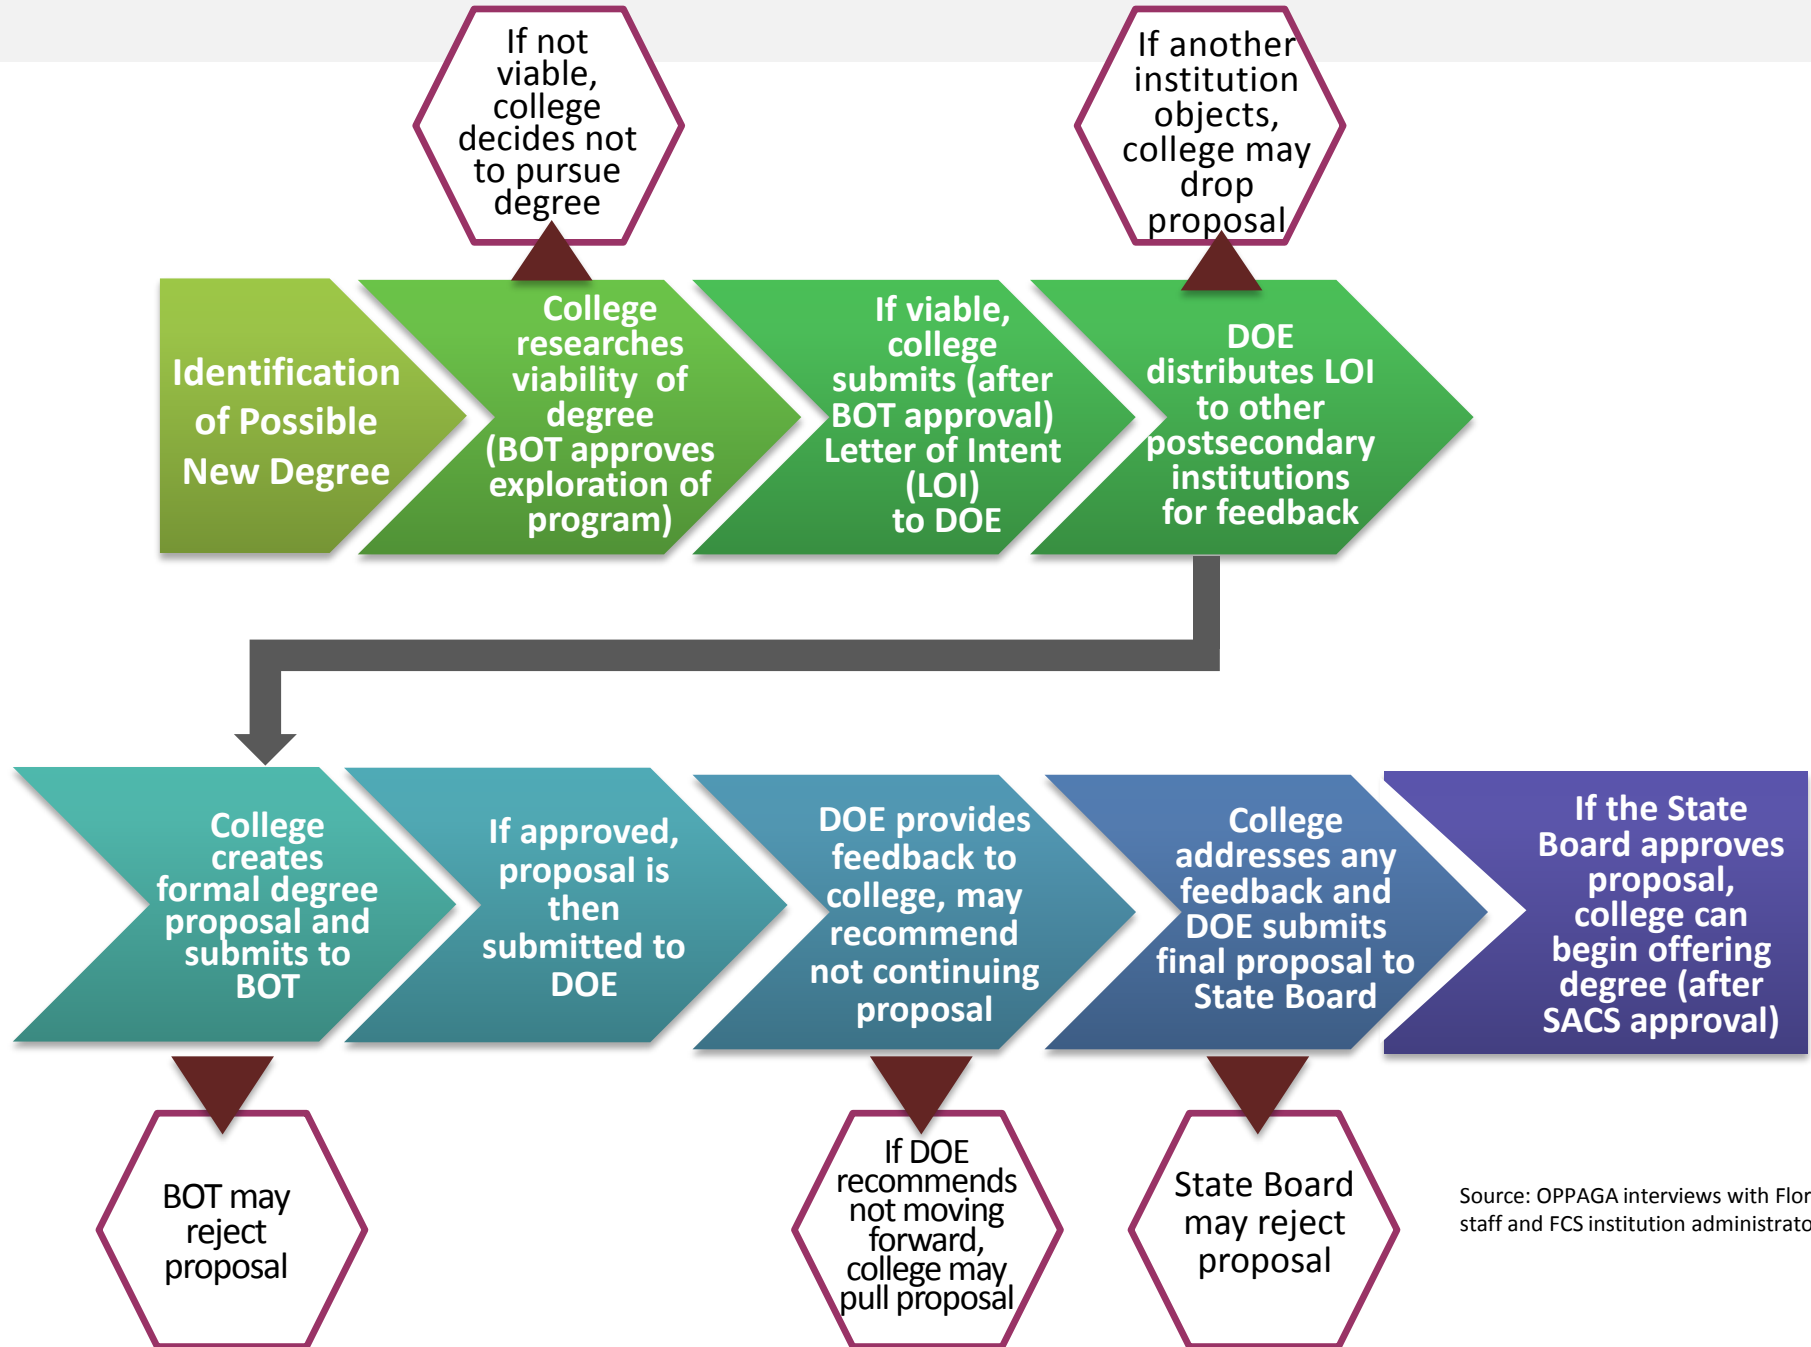 If not
viable,
college
decides not
to pursue
degree
If another
institution
objects,
college may
drop
proposal
Identification
of Possible
New Degree
College
researches
viability of
degree
(BOT approves
exploration of
program)
If viable,
college
submits (after
BOT approval)
Letter of Intent
(LOI)
to DOE
DOE
distributes LOI
to other
postsecondary
institutions
for feedback
College
creates
formal degree
proposal and
submits to
BOT
If approved,
proposal is
then
submitted to
DOE
DOE provides
feedback to
college, may
recommend
not continuing
proposal
College
addresses any
feedback and
DOE submits
final proposal to
State Board
If the State
Board approves
proposal,
college can
begin offering
degree (after
SACS approval)
BOT may
reject
proposal
If DOE
recommends
not moving
forward,
college may
pull proposal
State Board
may reject
proposal
Source: OPPAGA interviews with
staff and FCS institution